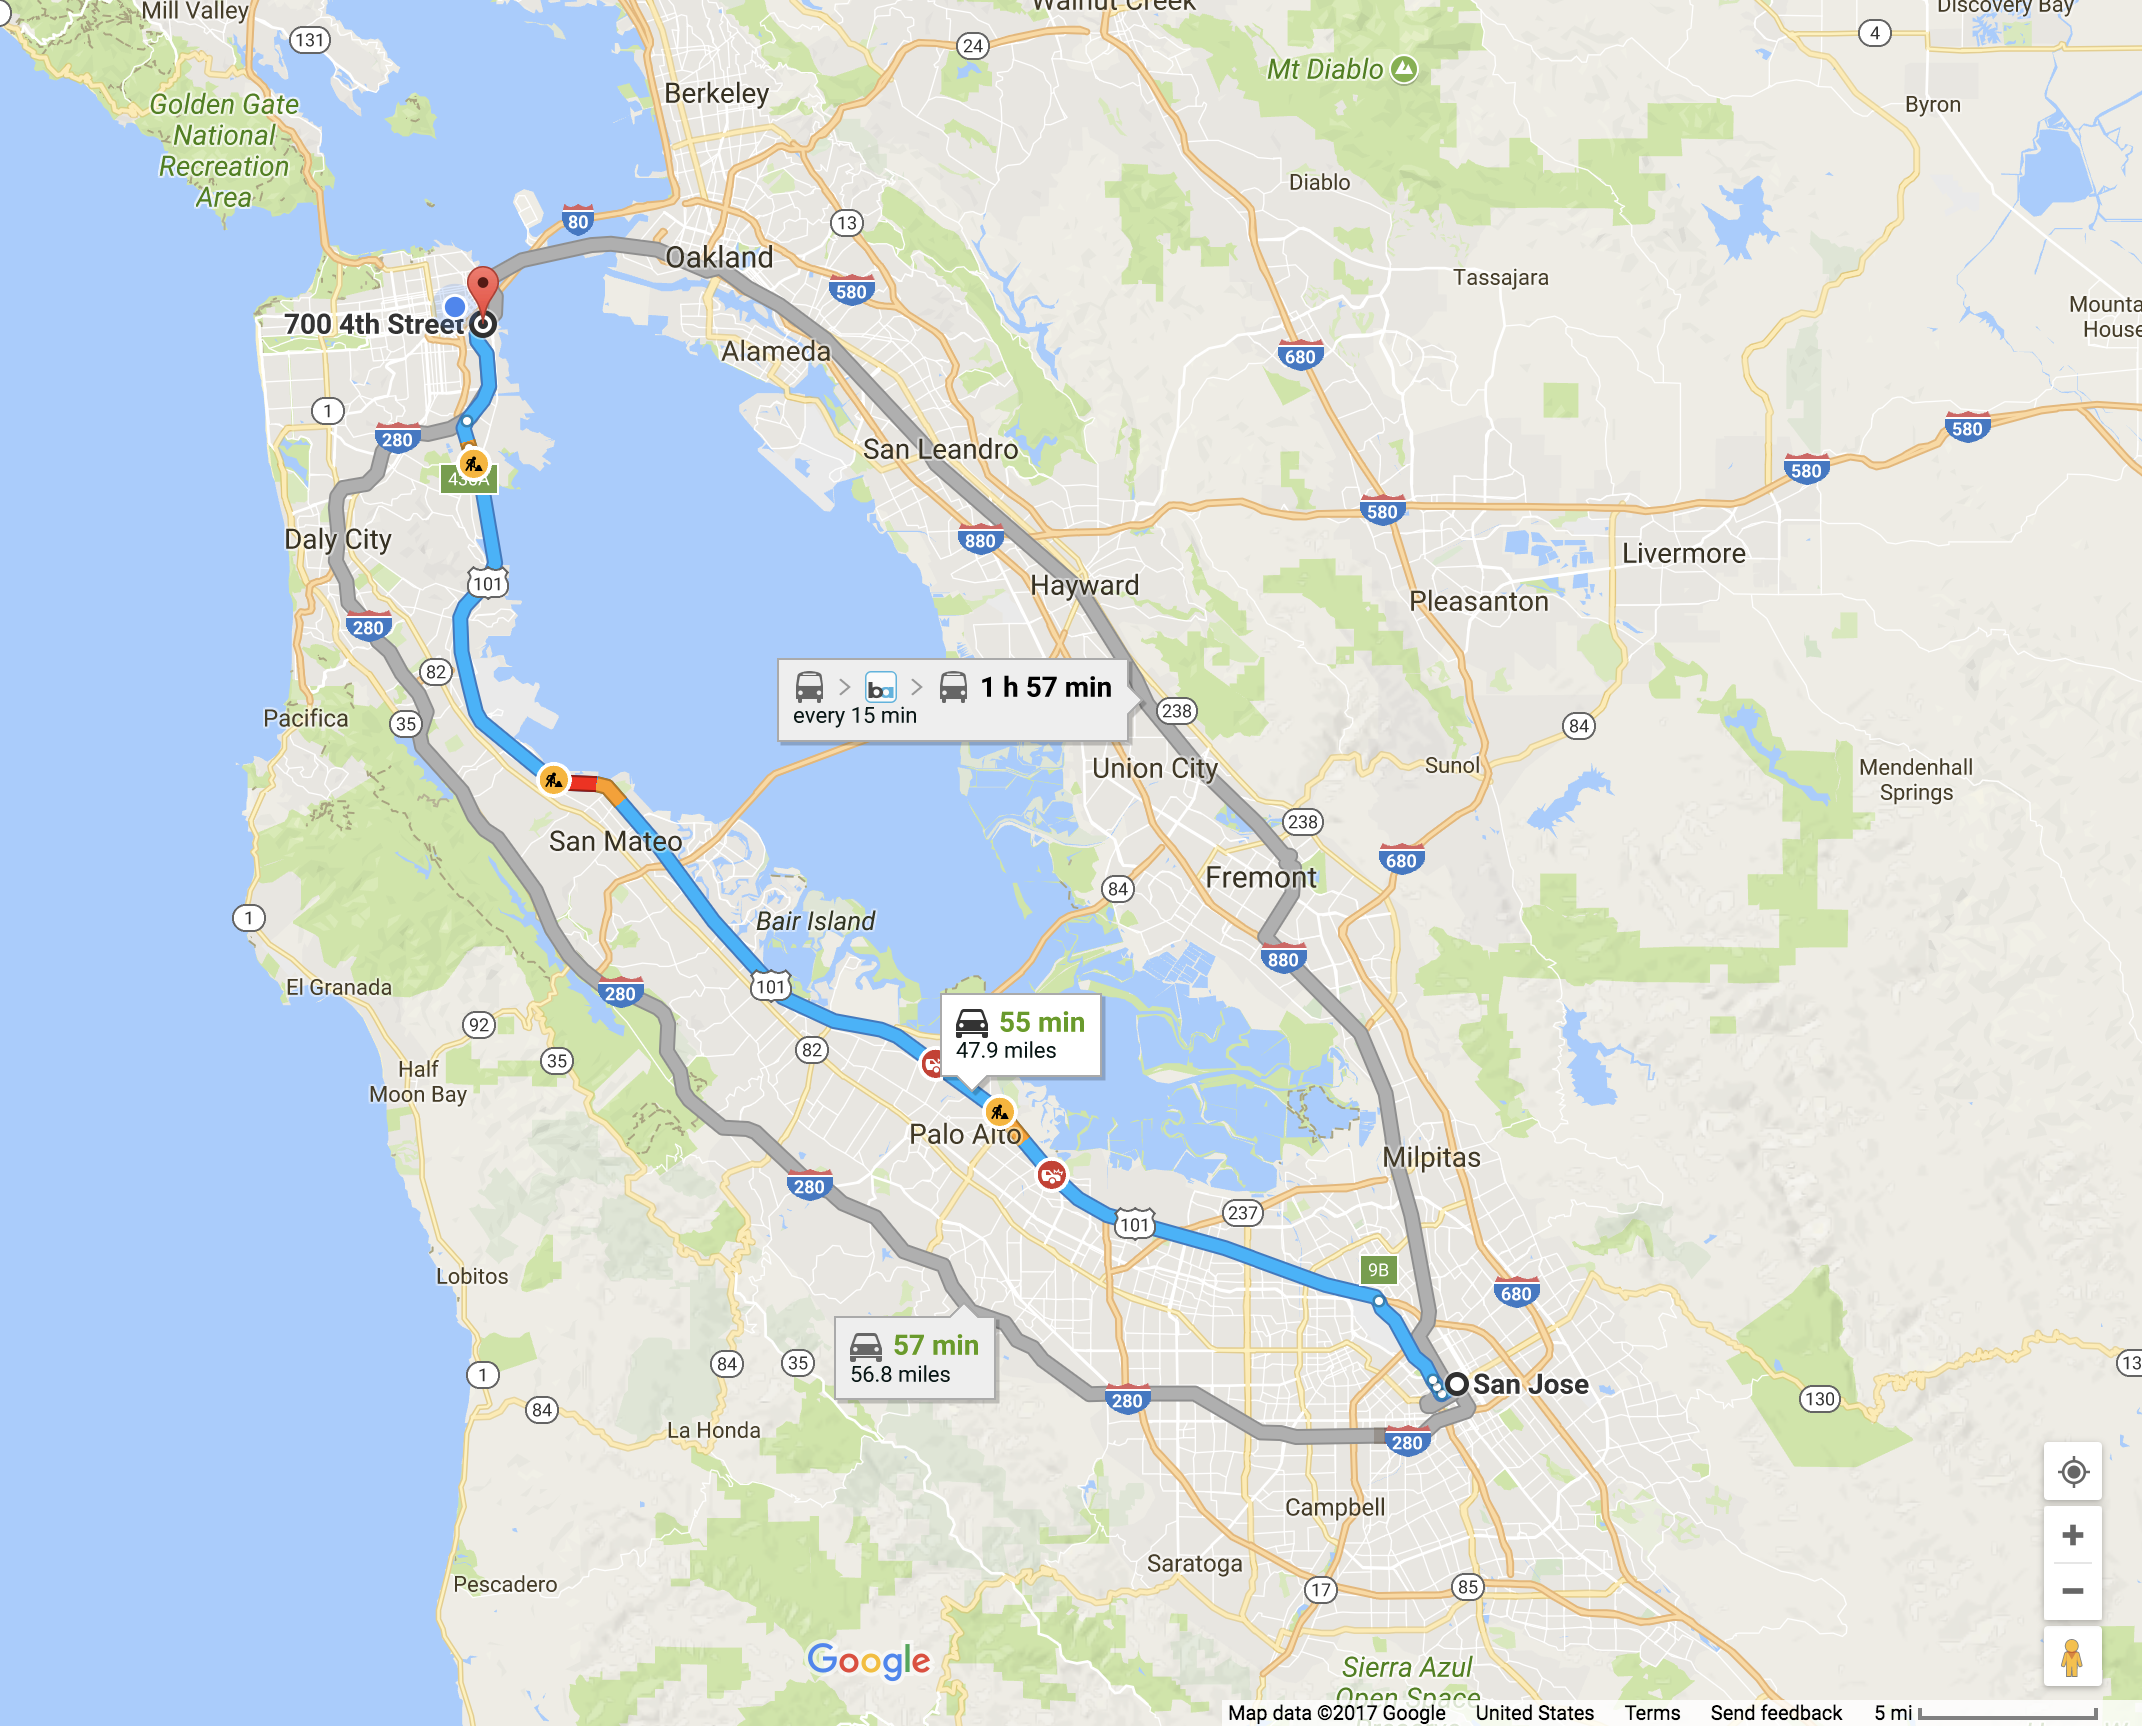 Mill Valley
Walnut Creek
Discovery Bay
131
24
4
Mt Diablo
Berkeley
Golden Gate
National
Recreation
Area
Byron
Diablo
80
13
Oakland
580
Tassajara
Mounta
House
700 4th Street
Alameda
680
1
280
San Leandro
580
580
580
Daly City
880
Livermore
101
Hayward
Pleasanton
280
82
1 h 57 min
every 15 min
Pacifica
35
238
84
Union City
Sunol
Mendenhall
Springs
San Mateo
238
Fremont
680
84
1
Bair Island
880
El Granada
280
101
92
55 min
47.9 miles
35
82
Half
Moon Bay
Palo Alto
Milpitas
280
101
237
Lobitos
9B
680
57 min
56.8 miles
84
35
1
13
San Jose
280
130
84
La Honda
280
Campbell
Saratoga
Pescadero
17
85
Google
Sierra Azul
Open Space
Map data ©2017 Google
United States
Terms
Send feedback
5 mi